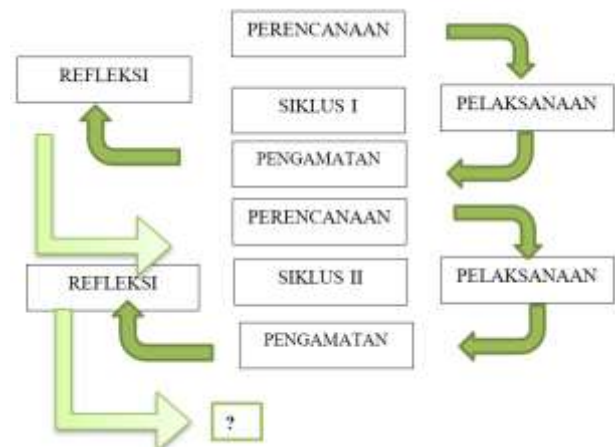 PERENCANAAN
REFLEKSI
SIKLUS I
PELAKSANAAN
PENGAMATAN
PERENCANAAN
REFLEKSI
SIKLUS II
PELAKSANAAN
PENGAMATAN
?